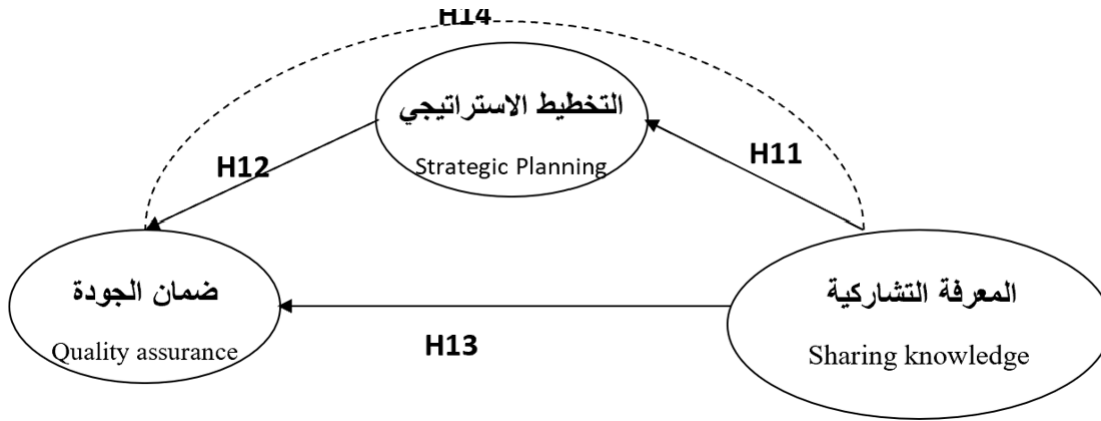 H14
التخطيط الاستراتيجي
Strategic Planning
H11
H12
المعرفة التشاركية
Sharing knowledge
ضمان الجودة
Quality assurance
H13